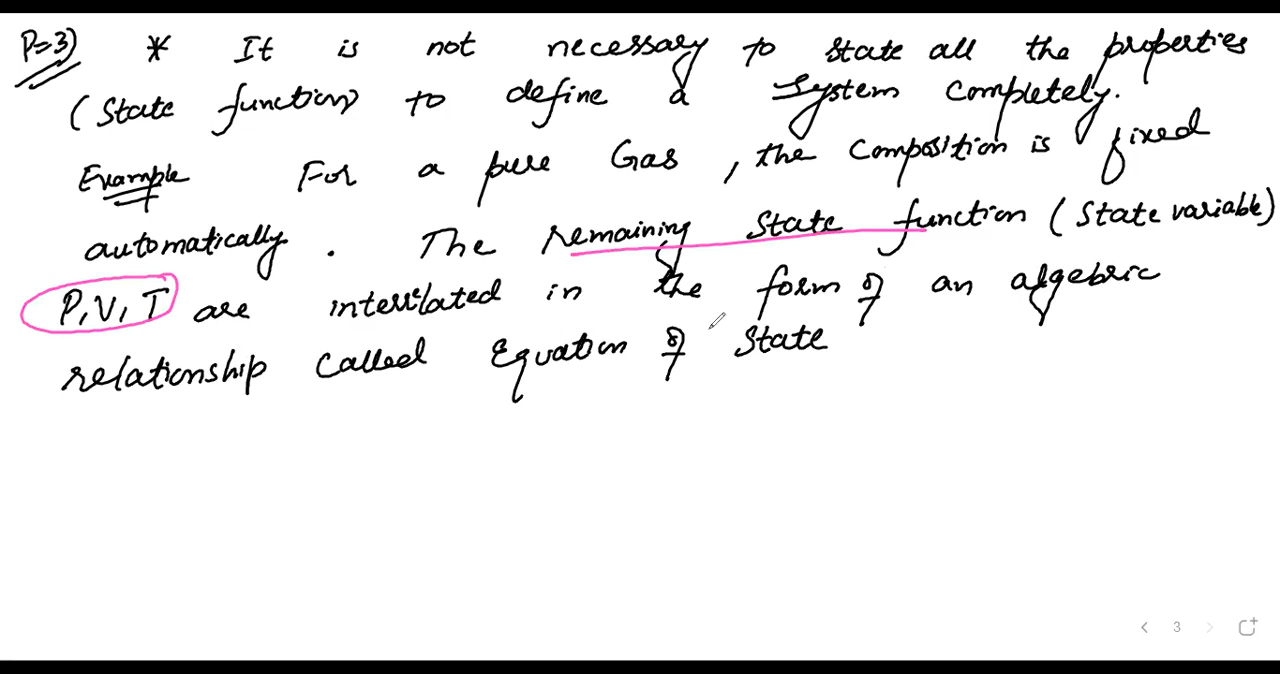 P=3) * It is not necessary to state all the properties
(State function) to define a System completely.
Example For a pure Gas, the composition is fixed
automatically. The remaining state function (State variable)
P, V, T are interrelated in the form of an algebric
relationship called Equation of State
3